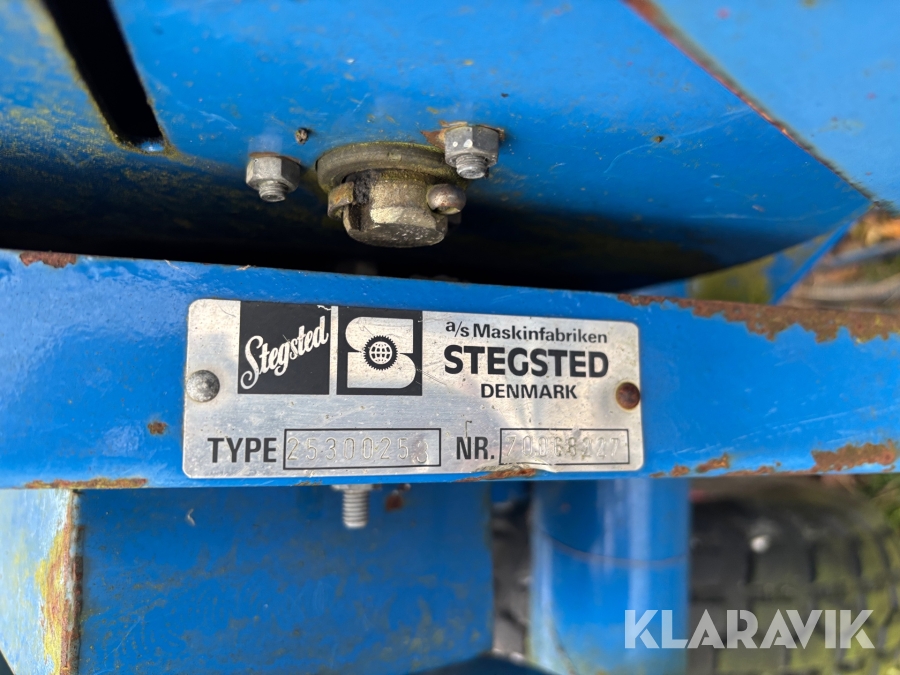 Stegsted
a/s Maskinfabriken
STEGSTED
DENMARK
TYPE 25300253 NR.
KLARAVIK